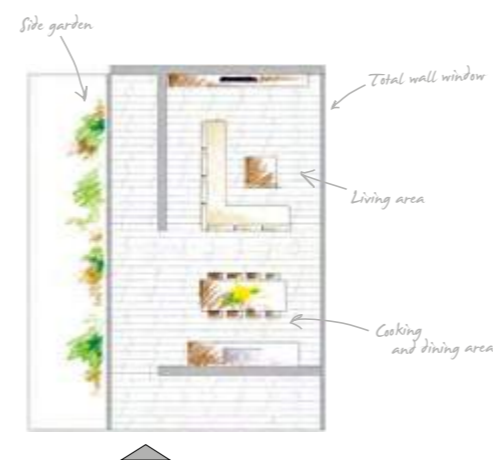 Side garden
Total wall window
Living area
Cooking
and dining area